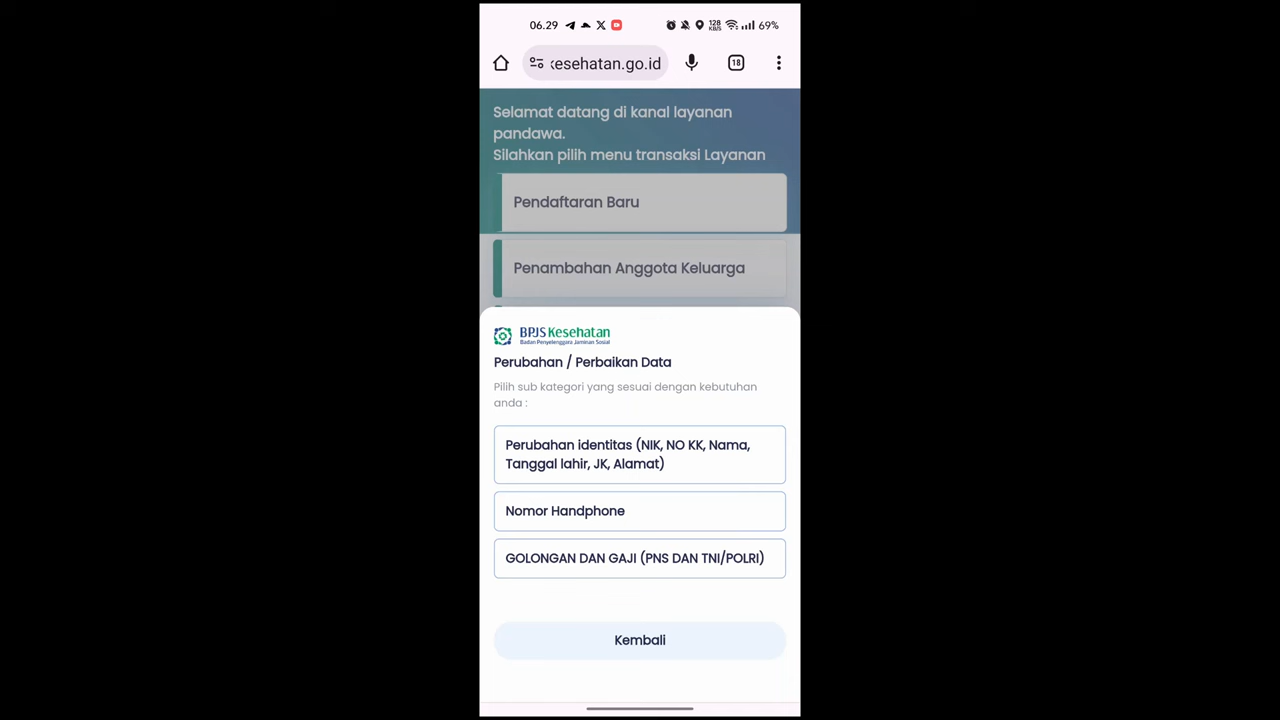 06.29
128
KB/S
69%
kesehatan.go.id
18
Selamat datang di kanal layanan
pandawa.
Silahkan pilih menu transaksi Layanan
Pendaftaran Baru
Penambahan Anggota Keluarga
BPJS Kesehatan
Badan Penyelenggara Jaminan Sosial
Perubahan / Perbaikan Data
Pilih sub kategori yang sesuai dengan kebutuhan
anda :
Perubahan identitas (NIK, NO KK, Nama,
Tanggal lahir, JK, Alamat)
Nomor Handphone
GOLONGAN DAN GAJI (PNS DAN TNI/POLRI)
Kembali